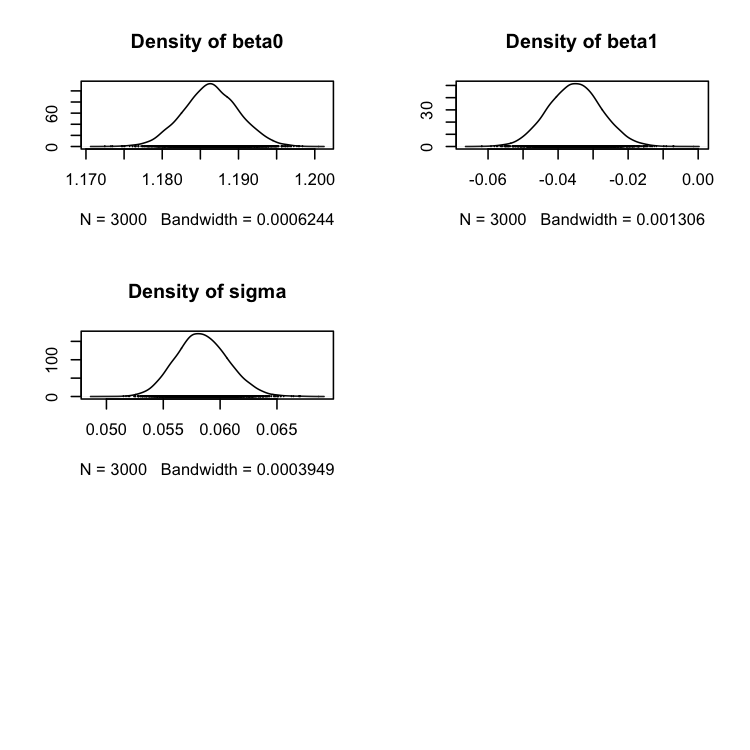 Density of beta0
60
0
1.170 1.180 1.190 1.200
N = 3000 Bandwidth = 0.0006244
Density of beta1
30
0
-0.06 -0.04 -0.02 0.00
N = 3000 Bandwidth = 0.001306
Density of sigma
100
0
0.050 0.055 0.060 0.065
N = 3000 Bandwidth = 0.0003949